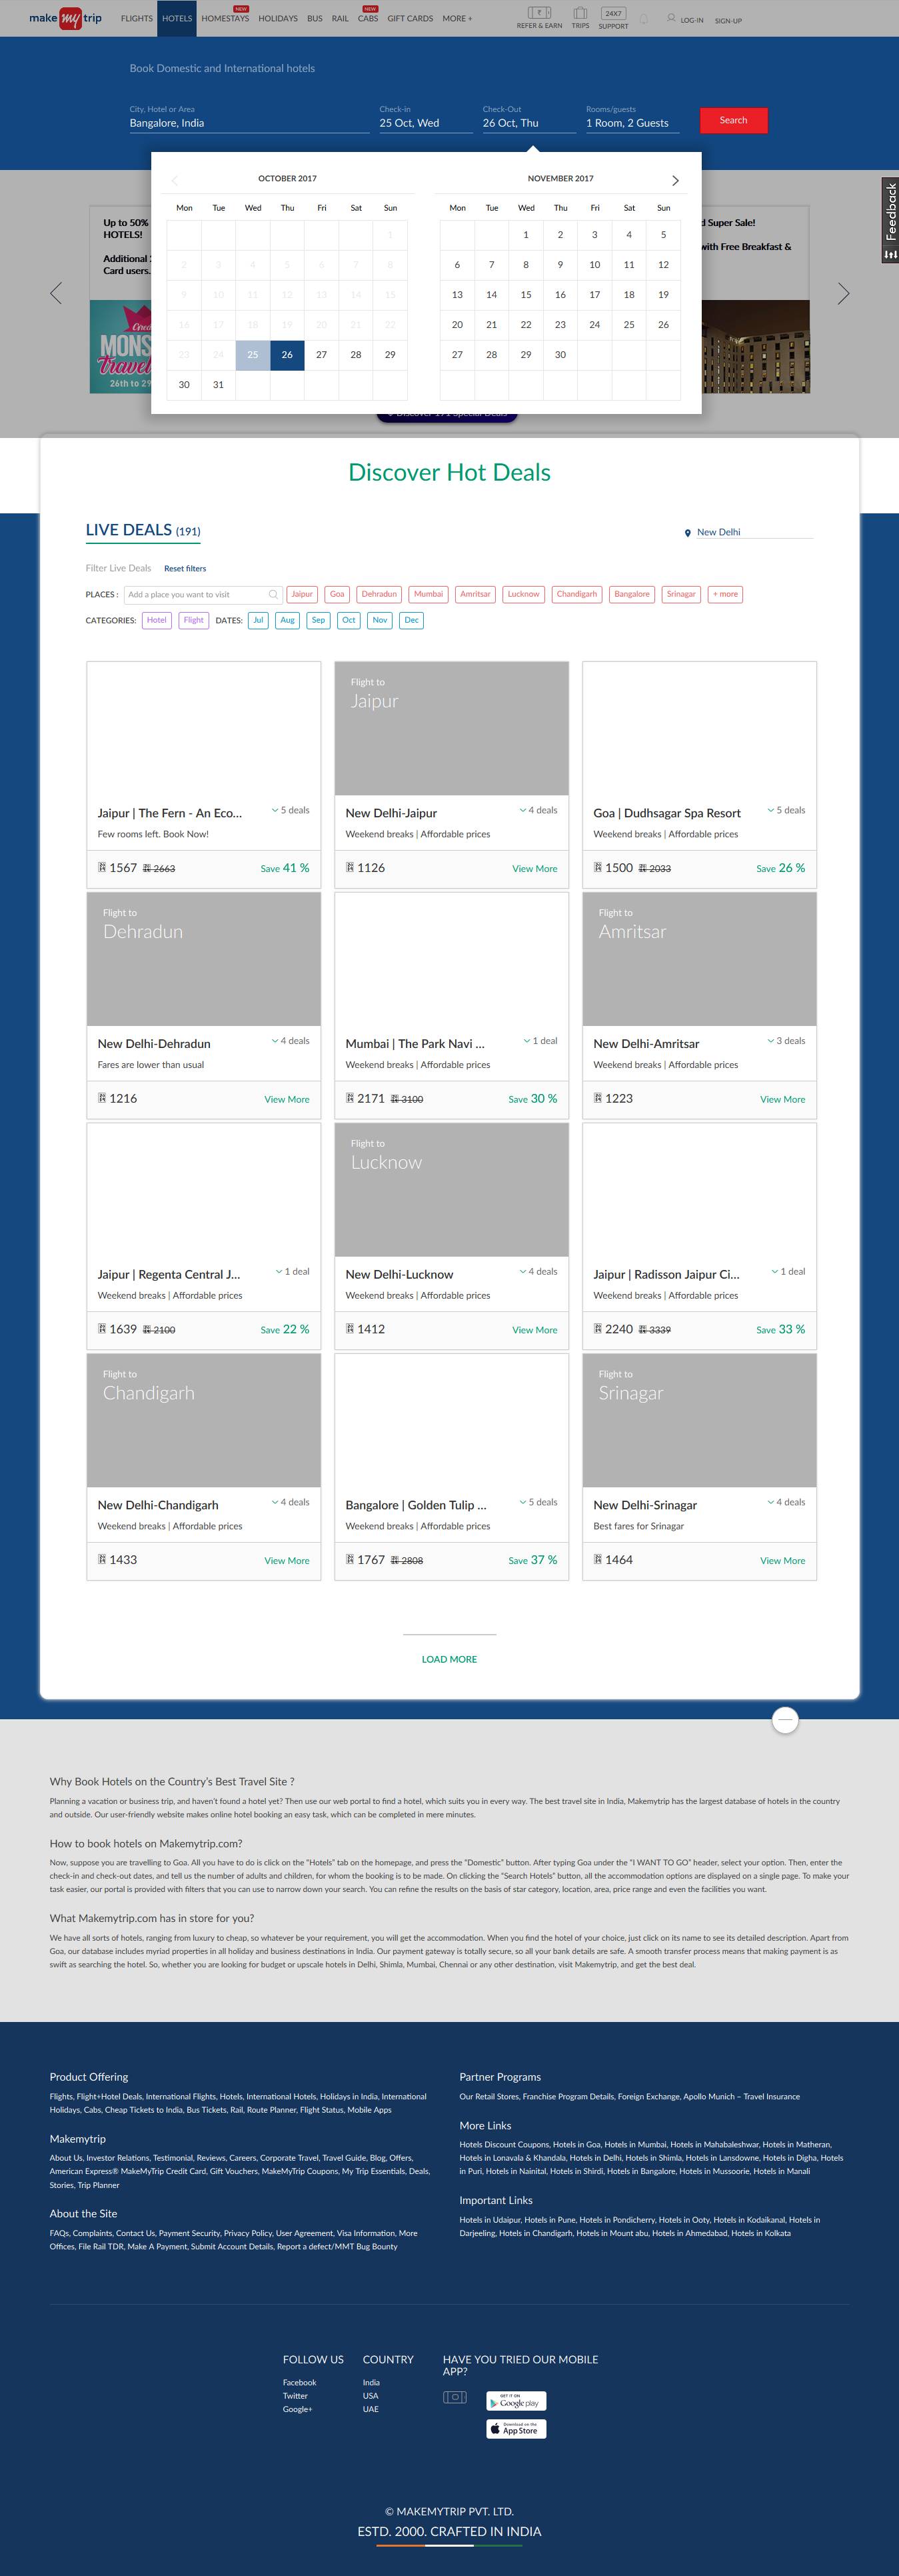 make my trip
FLIGHTS HOTELS HOMESTAYS NEW HOLIDAYS BUS RAIL CABS NEW GIFT CARDS MORE +
REFER & EARN TRIPS 24X7 SUPPORT LOG-IN SIGN-UP
Book Domestic and International hotels
City, Hotel or Area Check-in Check-Out Rooms/guests
Bangalore, India 25 Oct, Wed 26 Oct, Thu 1 Room, 2 Guests Search
Feedback
OCTOBER 2017 NOVEMBER 2017
Mon Tue Wed Thu Fri Sat Sun Mon Tue Wed Thu Fri Sat Sun
1 1 2 3 4 5
2 3 4 5 6 7 8 6 7 8 9 10 11 12
9 10 11 12 13 14 15 13 14 15 16 17 18 19
16 17 18 19 20 21 22 20 21 22 23 24 25 26
23 24 25 26 27 28 29 27 28 29 30
30 31
Up to 50%
HOTELS!
Additional
Card users.
MONS
Travel
26th to 29
d Super Sale!
with Free Breakfast &
Discover 191 Special Deals
Discover Hot Deals
LIVE DEALS (191) New Delhi
Filter Live Deals Reset filters
PLACES : Add a place you want to visit Jaipur Goa Dehradun Mumbai Amritsar Lucknow Chandigarh Bangalore Srinagar + more
CATEGORIES: Hotel Flight DATES: Jul Aug Sep Oct Nov Dec
Flight to
Jaipur
Jaipur | The Fern - An Eco... 5 deals New Delhi-Jaipur 4 deals Goa | Dudhsagar Spa Resort 5 deals
Few rooms left. Book Now! Weekend breaks | Affordable prices Weekend breaks | Affordable prices
1567 2663 Save 41 % 1126 View More 1500 2033 Save 26 %
Flight to Flight to
Dehradun Amritsar
New Delhi-Dehradun 4 deals Mumbai | The Park Navi ... 1 deal New Delhi-Amritsar 3 deals
Fares are lower than usual Weekend breaks | Affordable prices Weekend breaks | Affordable prices
1216 View More 2171 3100 Save 30 % 1223 View More
Flight to
Lucknow
Jaipur | Regenta Central J... 1 deal New Delhi-Lucknow 4 deals Jaipur | Radisson Jaipur Ci... 1 deal
Weekend breaks | Affordable prices Weekend breaks | Affordable prices Weekend breaks | Affordable prices
1639 2100 Save 22 % 1412 View More 2240 3339 Save 33 %
Flight to Flight to
Chandigarh Srinagar
New Delhi-Chandigarh 4 deals Bangalore | Golden Tulip ... 5 deals New Delhi-Srinagar 4 deals
Weekend breaks | Affordable prices Weekend breaks | Affordable prices Best fares for Srinagar
1433 View More 1767 2808 Save 37 % 1464 View More
LOAD MORE
Why Book Hotels on the Country's Best Travel Site ?
Planning a vacation or business trip, and haven't found a hotel yet? Then use our web portal to find a hotel, which suits you in every way. The best travel site in India, Makemytrip has the largest database of hotels in the country
and outside. Our user-friendly website makes online hotel booking an easy task, which can be completed in mere minutes.
How to book hotels on Makemytrip.com?
Now, suppose you are travelling to Goa. All you have to do is click on the "Hotels" tab on the homepage, and press the "Domestic" button. After typing Goa under the "I WANT TO GO" header, select your option. Then, enter the
check-in and check-out dates, and tell us the number of adults and children, for whom the booking is to be made. On clicking the "Search Hotels" button, all the accommodation options are displayed on a single page. To make your
task easier, our portal is provided with filters that you can use to narrow down your search. You can refine the results on the basis of star category, location, area, price range and even the facilities you want.
What Makemytrip.com has in store for you?
We have all sorts of hotels, ranging from luxury to cheap, so whatever be your requirement, you will get the accommodation. When you find the hotel of your choice, just click on its name to see its detailed description. Apart from
Goa, our database includes myriad properties in all holiday and business destinations in India. Our payment gateway is totally secure, so all your bank details are safe. A smooth transfer process means that making payment is as
swift as searching the hotel. So, whether you are looking for budget or upscale hotels in Delhi, Shimla, Mumbai, Chennai or any other destination, visit Makemytrip, and get the best deal.
Product Offering
Flights, Flight+Hotel Deals, International Flights, Hotels, International Hotels, Holidays in India, International
Holidays, Cabs, Cheap Tickets to India, Bus Tickets, Rail, Route Planner, Flight Status, Mobile Apps
Makemytrip
About Us, Investor Relations, Testimonial, Reviews, Careers, Corporate Travel, Travel Guide, Blog, Offers,
American Express® MakeMyTrip Credit Card, Gift Vouchers, MakeMyTrip Coupons, My Trip Essentials, Deals,
Stories, Trip Planner
About the Site
FAQs, Complaints, Contact Us, Payment Security, Privacy Policy, User Agreement, Visa Information, More
Offices, File Rail TDR, Make A Payment, Submit Account Details, Report a defect/MMT Bug Bounty
Partner Programs
Our Retail Stores, Franchise Program Details, Foreign Exchange, Apollo Munich – Travel Insurance
More Links
Hotels Discount Coupons, Hotels in Goa, Hotels in Mumbai, Hotels in Mahabaleshwar, Hotels in Matheran,
Hotels in Lonavala & Khandala, Hotels in Delhi, Hotels in Shimla, Hotels in Lansdowne, Hotels in Digha, Hotels
in Puri, Hotels in Nainital, Hotels in Shirdi, Hotels in Bangalore, Hotels in Mussoorie, Hotels in Manali
Important Links
Hotels in Udaipur, Hotels in Pune, Hotels in Pondicherry, Hotels in Ooty, Hotels in Kodaikanal, Hotels in
Darjeeling, Hotels in Chandigarh, Hotels in Mount abu, Hotels in Ahmedabad, Hotels in Kolkata
FOLLOW US
Facebook
Twitter
Google+
COUNTRY
India
USA
UAE
HAVE YOU TRIED OUR MOBILE
APP?
GET IT ON
Google play
Download on the
App Store
© MAKEMYTRIP PVT. LTD.
ESTD. 2000. CRAFTED IN INDIA